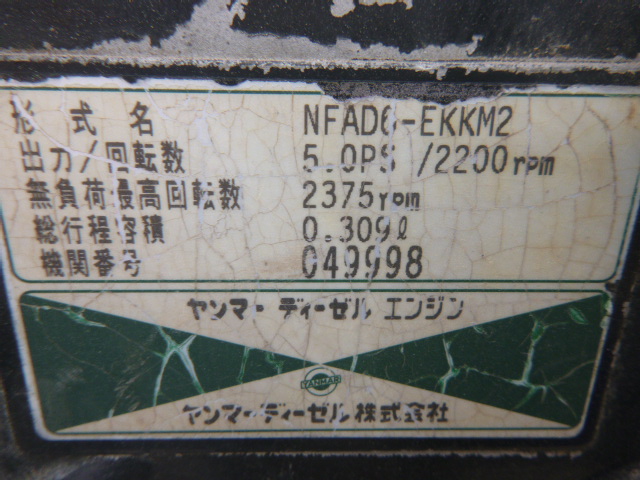 形式名 NFAD6-EKKM2
出力/回転数 5.0PS /2200rpm
無負荷最高回転数 2375rpm
総行程容積 0.309ℓ
機関番号 049998
ヤンマーディーゼルエンジン
YANMAR
ヤンマーディーゼル株式会社